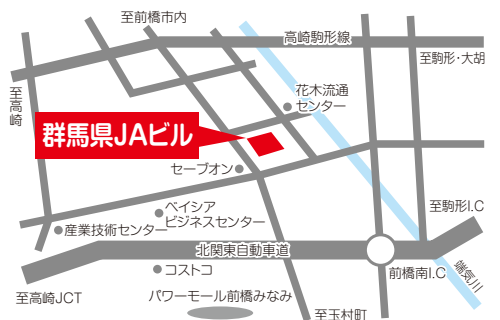 至前橋市内
高崎駒形線
至駒形・大胡
至高崎
花木流通
センター
群馬県JAビル
セーブオン
ベイシア
ビジネスセンター
産業技術センター
至駒形I.C
北関東自動車道
コストコ
前橋南I.C
端気川
至高崎JCT
パワーモール前橋みなみ
至玉村町